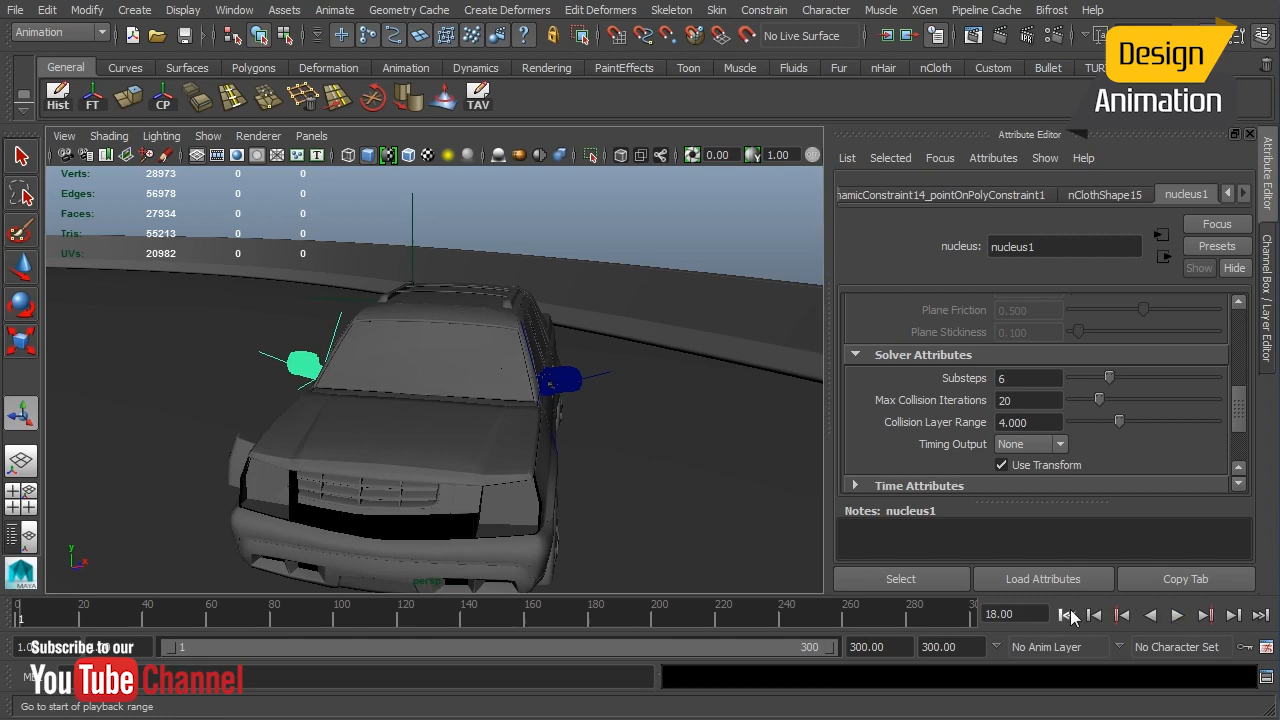 File Edit Modify Create Display Window Assets Animate Geometry Cache Create Deformers Edit Deformers Skeleton Skin Constrain Character Muscle XGen Pipeline Cache Bifrost Help
Animation No Live Surface
Design
Animation
General Curves Surfaces Polygons Deformation Animation Dynamics Rendering PaintEffects Toon Muscle Fluids Fur nHair nCloth Custom Bullet TUR
Hist FT CP TAV
View Shading Lighting Show Renderer Panels
Attribute Editor
List Selected Focus Attributes Show Help
0.00 1.00
Verts: 28973 0 0
Edges: 56978 0 0
Faces: 27934 0 0
Tris: 55213 0 0
UVs: 20982 0 0
namicConstraint14_pointOnPolyConstraint1 nClothShape15 nucleus1
nucleus: nucleus1
Focus
Presets
Show Hide
Plane Friction 0.500
Plane Stickiness 0.100
Solver Attributes
Substeps 6
Max Collision Iterations 20
Collision Layer Range 4.000
Timing Output None
Use Transform
Time Attributes
Notes: nucleus1
Select Load Attributes Copy Tab
Attribute Editor
Channel Box / Layer Editor
y
x
persp
MAYA
0 20 40 60 80 100 120 140 160 180 200 220 240 260 280 30
1
18.00
1 300 300.00 300.00 No Anim Layer No Character Set
Subscribe to our
YouTube Channel
Go to start of playback range